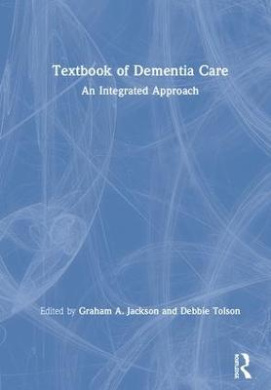 Textbook of Dementia Care
An Integrated Approach
Edited by Graham A. Jackson and Debbie Tolson
ROUTLEDGE